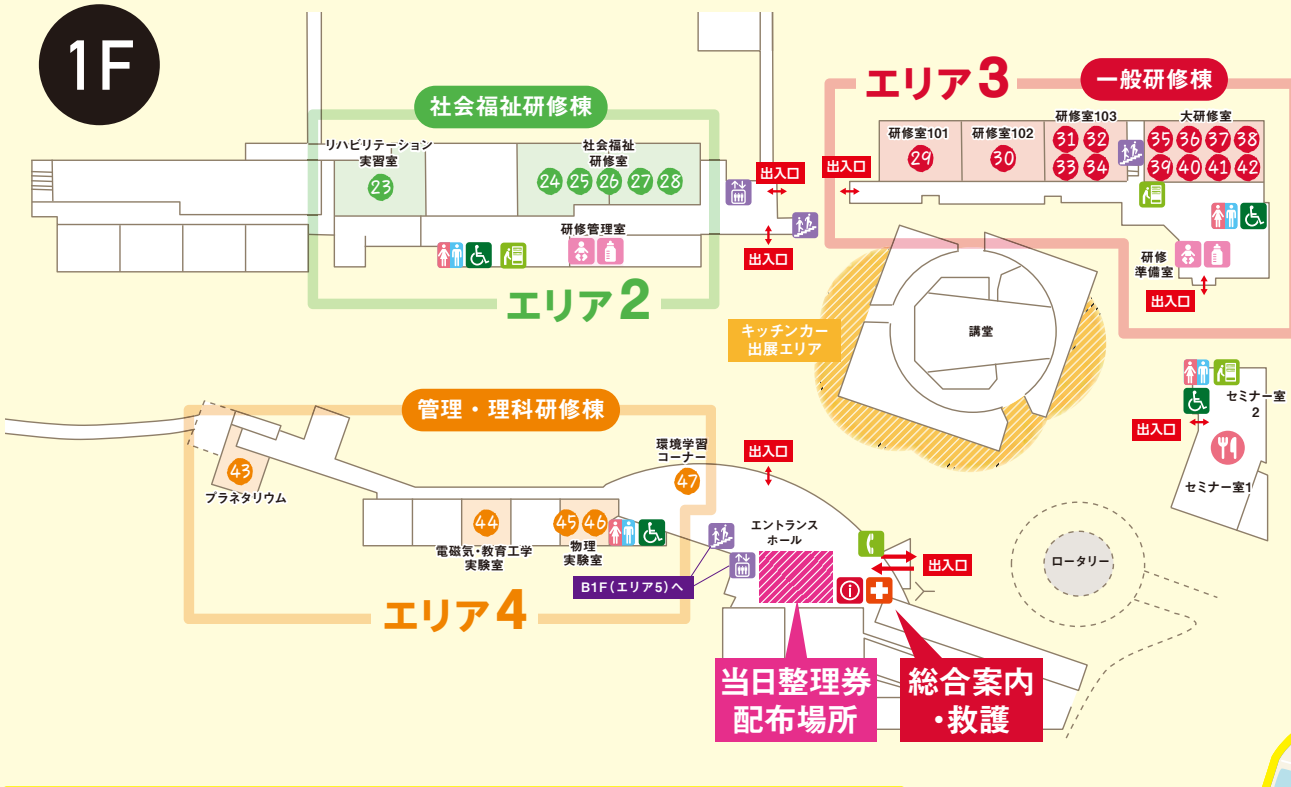 1F
社会福祉研修棟
リハビリテーション
実習室
23
社会福祉
研修室
24 25 26 27 28
研修管理室
エリア2
出入口
出入口
エリア3
一般研修棟
出入口
研修室101
29
研修室102
30
研修室103
31 32
33 34
大研修室
35 36 37 38
39 40 41 42
研修
準備室
出入口
キッチンカー
出展エリア
講堂
セミナー室
2
出入口
セミナー室1
管理・理科研修棟
43
プラネタリウム
44
電磁気・教育工学
実験室
45 46
物理
実験室
環境学習
コーナー
47
出入口
エントランス
ホール
B1F(エリア5)へ
エリア4
出入口
ロータリー
当日整理券
配布場所
総合案内
・救護